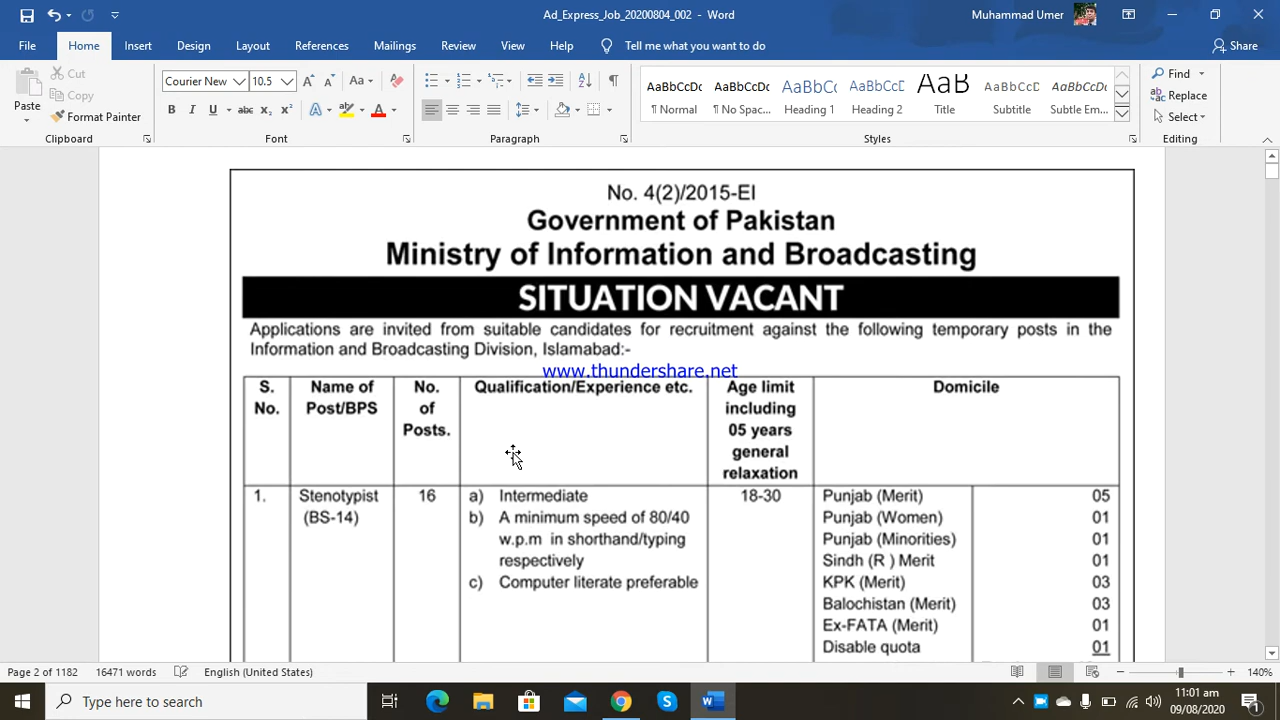 Ad_Express_Job_20200804_002 - Word
Muhammad Umer
File Home Insert Design Layout References Mailings Review View Help Tell me what you want to do Share
Paste
Cut
Copy
Format Painter
Clipboard
Courier New 10.5 Aa
B I U abc x₂ x² A A
Font
Paragraph
AaBbCcDc AaBbCcDc AaBbCc AaBbCcD AaB AaBbCcD AaBbCcDc
¶ Normal ¶ No Spac... Heading 1 Heading 2 Title Subtitle Subtle Em...
Styles
Find
Replace
Select
Editing
No. 4(2)/2015-EI
Government of Pakistan
Ministry of Information and Broadcasting
SITUATION VACANT
Applications are invited from suitable candidates for recruitment against the following temporary posts in the
Information and Broadcasting Division, Islamabad:-
www.thundershare.net
S. No.
Name of Post/BPS
No. of Posts.
Qualification/Experience etc.
Age limit including 05 years general relaxation
Domicile
1.
Stenotypist
(BS-14)
16
a) Intermediate
b) A minimum speed of 80/40
w.p.m in shorthand/typing
respectively
c) Computer literate preferable
18-30
Punjab (Merit) 05
Punjab (Women) 01
Punjab (Minorities) 01
Sindh (R ) Merit 01
KPK (Merit) 03
Balochistan (Merit) 03
Ex-FATA (Merit) 01
Disable quota 01
Page 2 of 1182 16471 words English (United States) 140%
Type here to search
11:01 am
09/08/2020
1